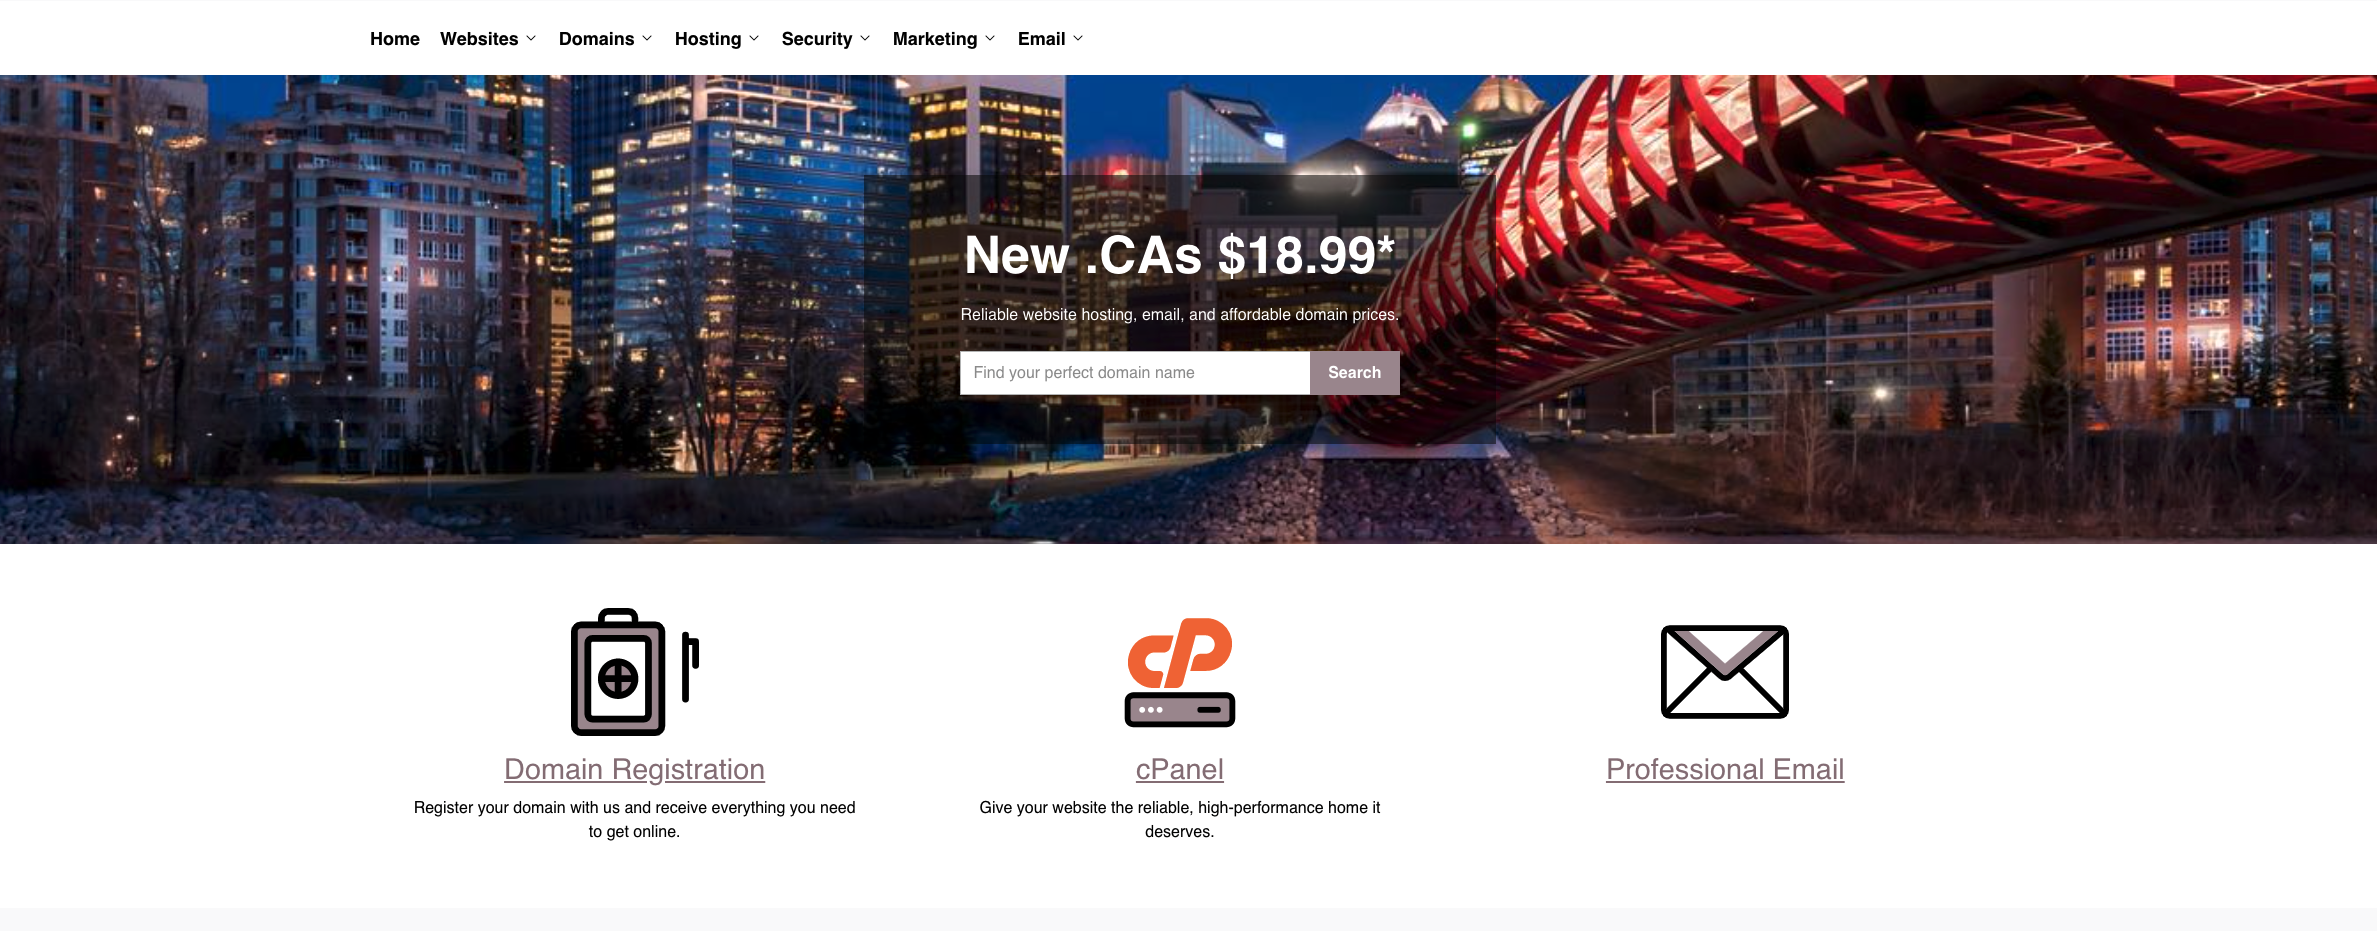 Home Websites Domains Hosting Security Marketing Email
New .CAs $18.99*
Reliable website hosting, email, and affordable domain prices.
Find your perfect domain name Search
cP
Domain Registration
Register your domain with us and receive everything you need
to get online.
cPanel
Give your website the reliable, high-performance home it
deserves.
Professional Email